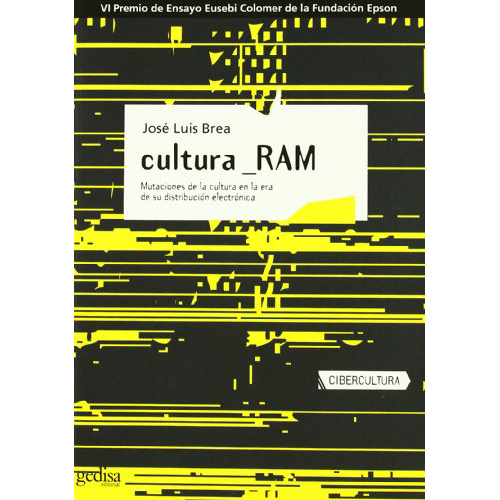 VI Premio de Ensayo Eusebi Colomer de la Fundación Epson
José Luis Brea
cultura_RAM
Mutaciones de la cultura en la era
de su distribución electrónica
CIBERCULTURA
gedisa
editorial